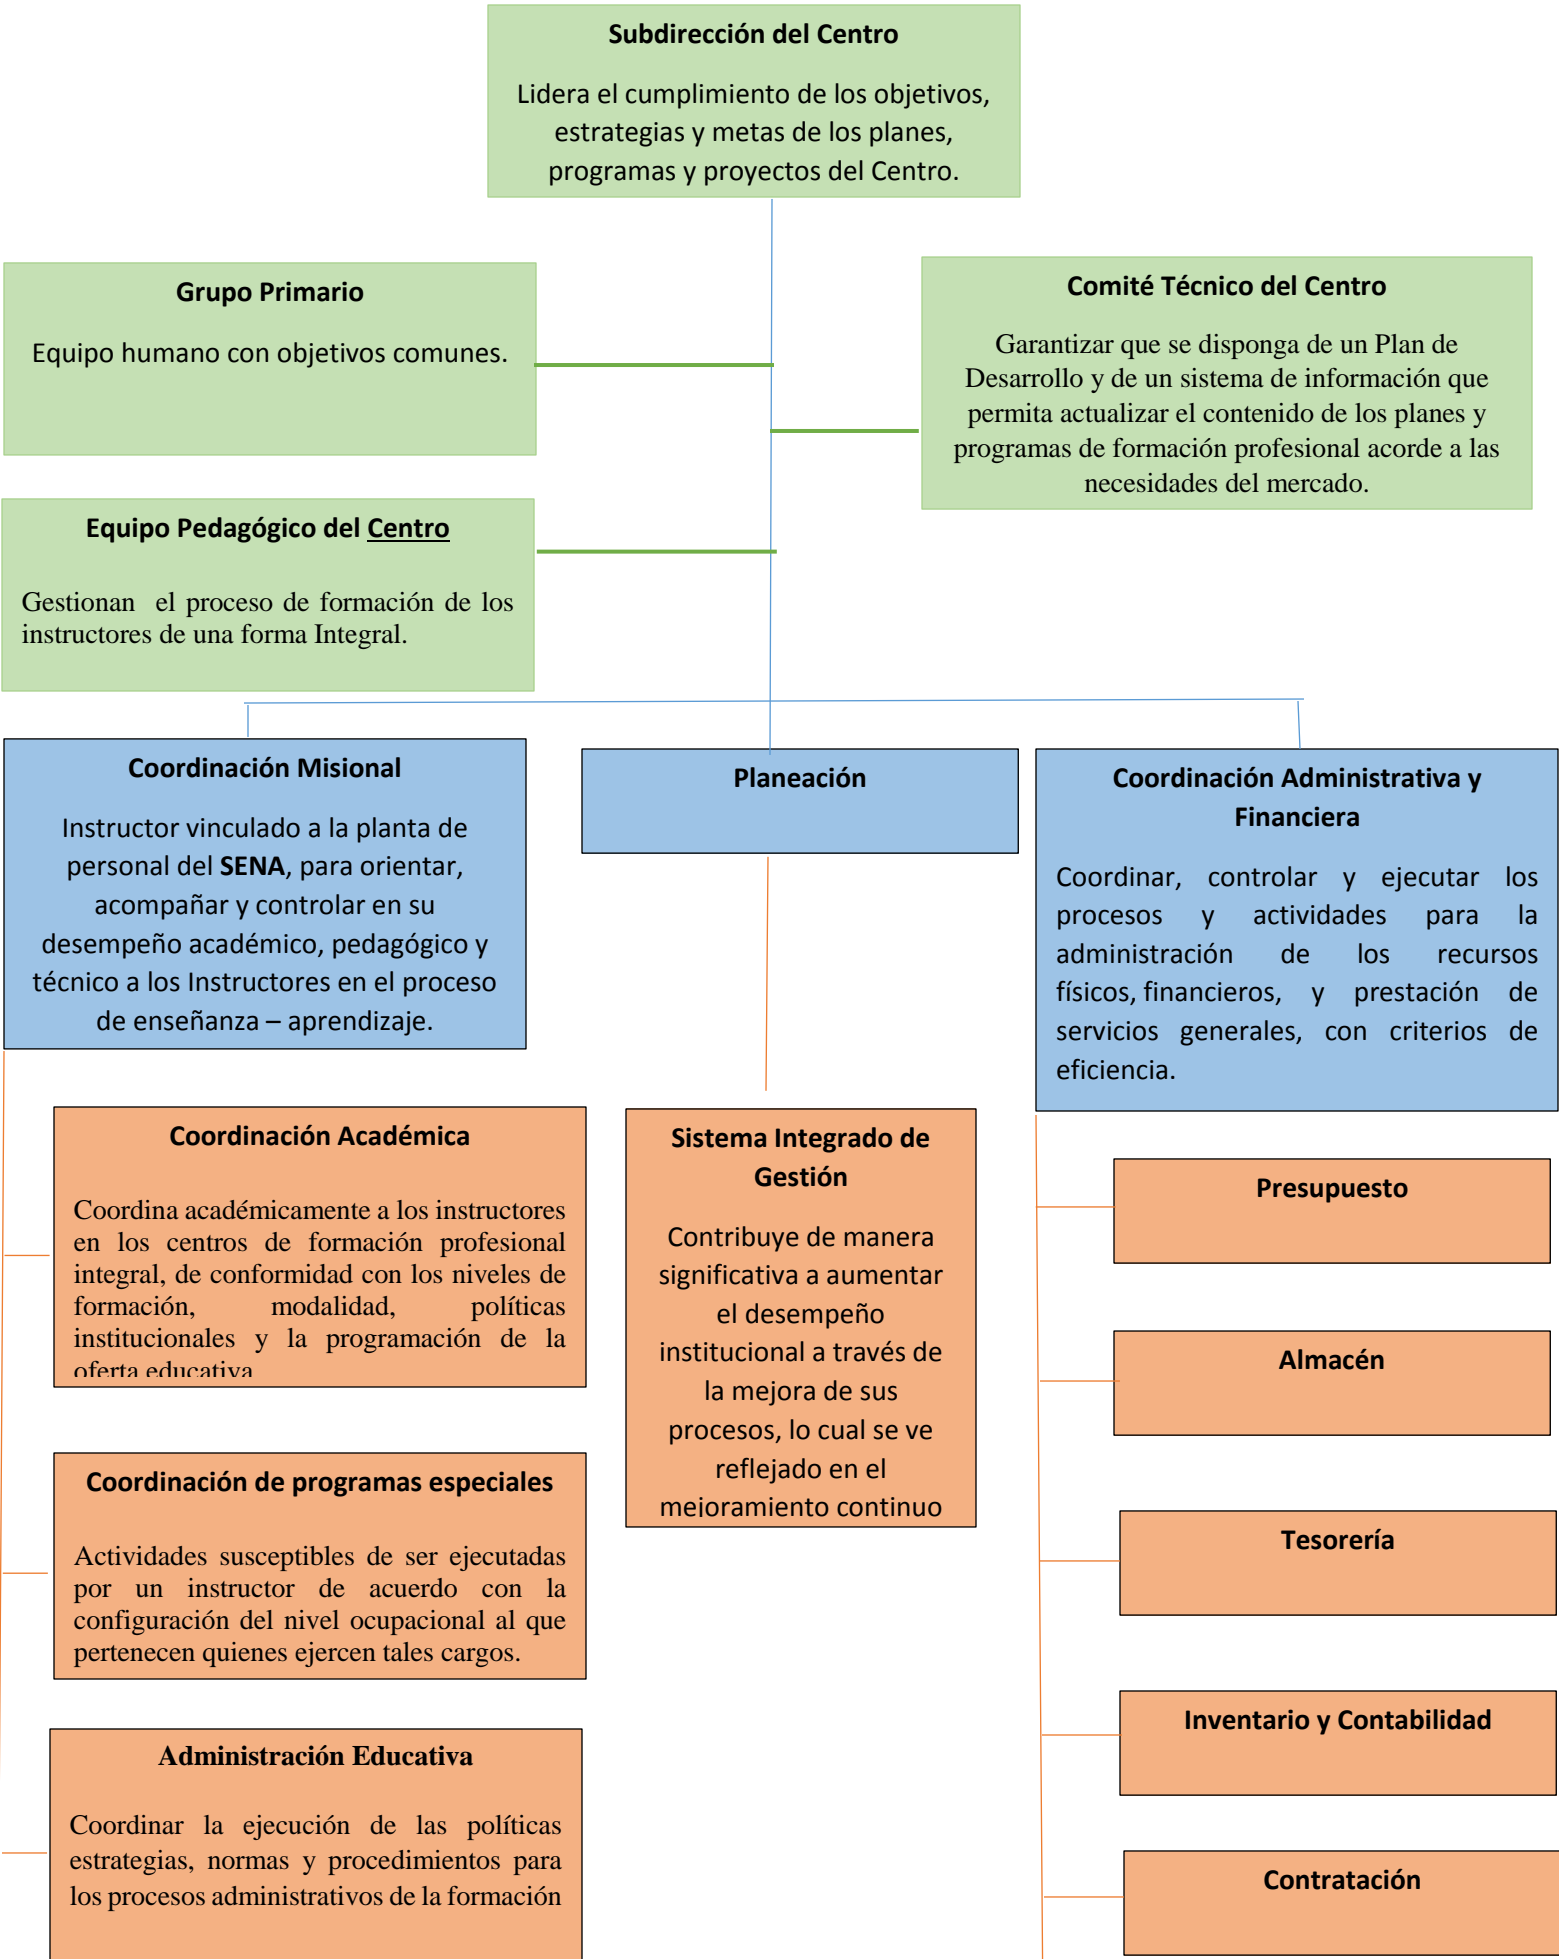 Subdirección del Centro
Lidera el cumplimiento de los objetivos,
estrategias y metas de los planes,
programas y proyectos del Centro.
Grupo Primario
Equipo humano con objetivos comunes.
Comité Técnico del Centro
Garantizar que se disponga de un Plan de
Desarrollo y de un sistema de información que
permita actualizar el contenido de los planes y
programas de formación profesional acorde a las
necesidades del mercado.
Equipo Pedagógico del Centro
Gestionan el proceso de formación de los
instructores de una forma Integral.
Coordinación Misional
Instructor vinculado a la planta de
personal del SENA, para orientar,
acompañar y controlar en su
desempeño académico, pedagógico y
técnico a los Instructores en el proceso
de enseñanza – aprendizaje.
Planeación
Coordinación Administrativa y
Financiera
Coordinar, controlar y ejecutar los
procesos y actividades para la
administración de los recursos
físicos, financieros, y prestación de
servicios generales, con criterios de
eficiencia.
Coordinación Académica
Coordina académicamente a los instructores
en los centros de formación profesional
integral, de conformidad con los niveles de
formación, modalidad, políticas
institucionales y la programación de la
oferta educativa
Coordinación de programas especiales
Actividades susceptibles de ser ejecutadas
por un instructor de acuerdo con la
configuración del nivel ocupacional al que
pertenecen quienes ejercen tales cargos.
Administración Educativa
Coordinar la ejecución de las políticas
estrategias, normas y procedimientos para
los procesos administrativos de la formación
Sistema Integrado de
Gestión
Contribuye de manera
significativa a aumentar
el desempeño
institucional a través de
la mejora de sus
procesos, lo cual se ve
reflejado en el
mejoramiento continuo
Presupuesto
Almacén
Tesorería
Inventario y Contabilidad
Contratación